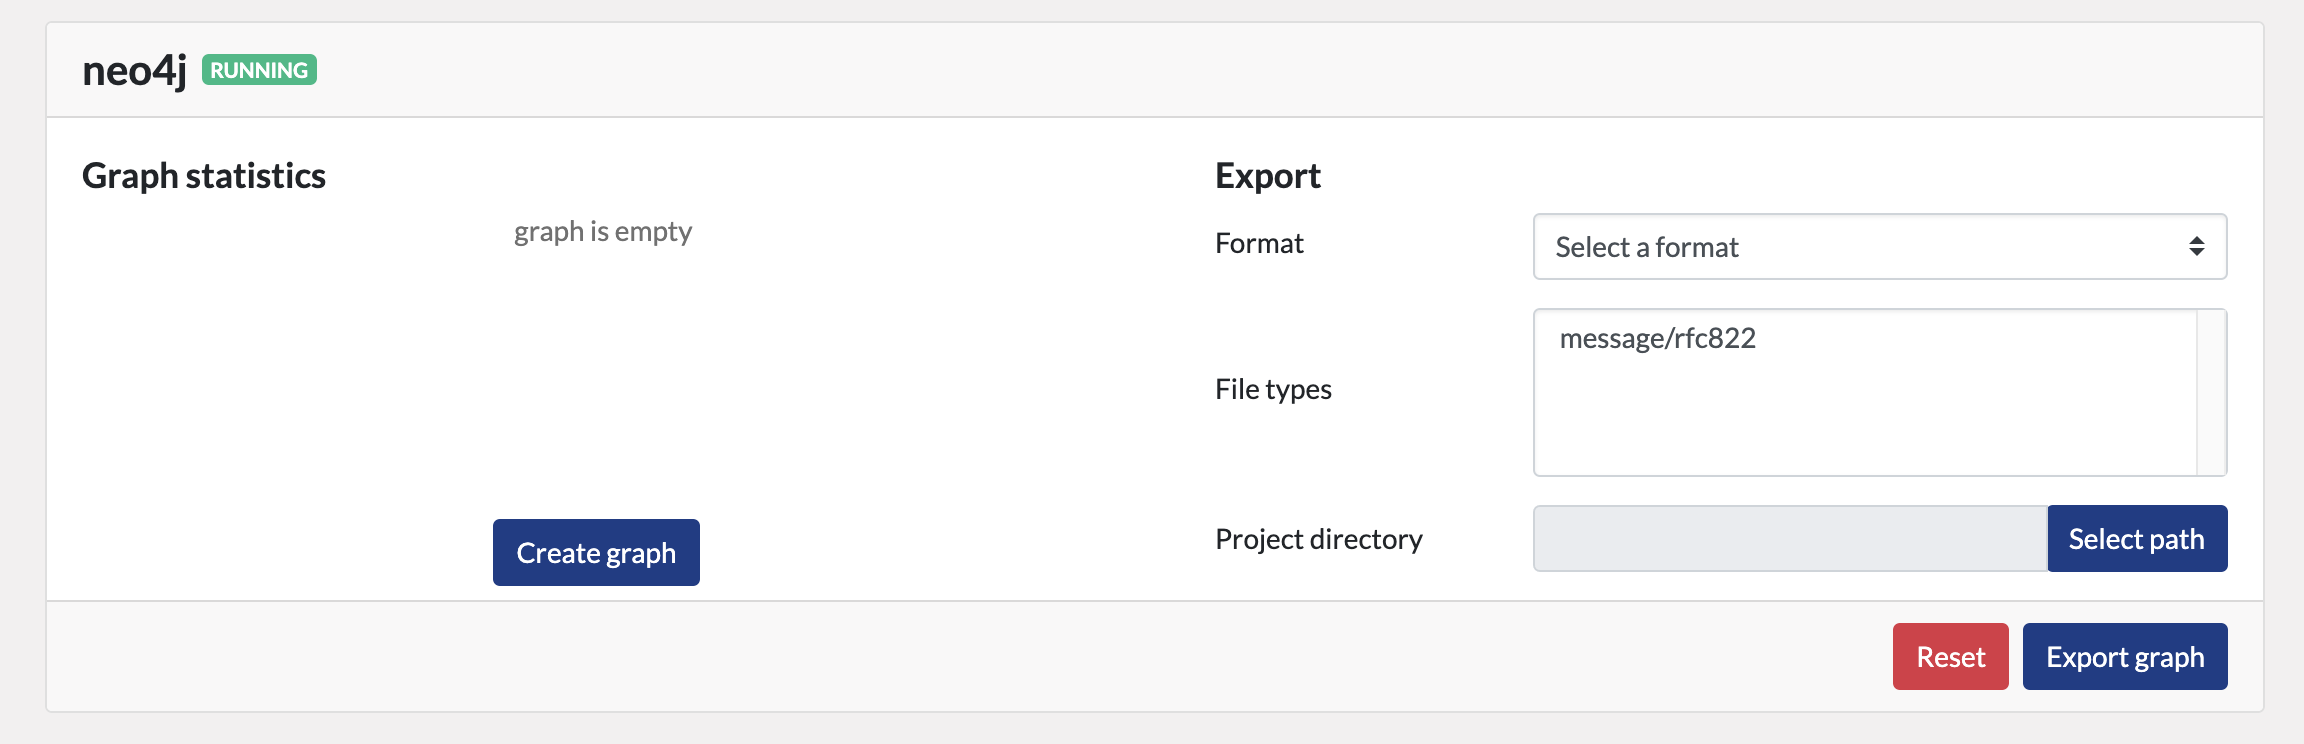 neo4j RUNNING
Graph statistics
graph is empty
Create graph
Export
Format
Select a format
File types
message/rfc822
Project directory
Select path
Reset
Export graph